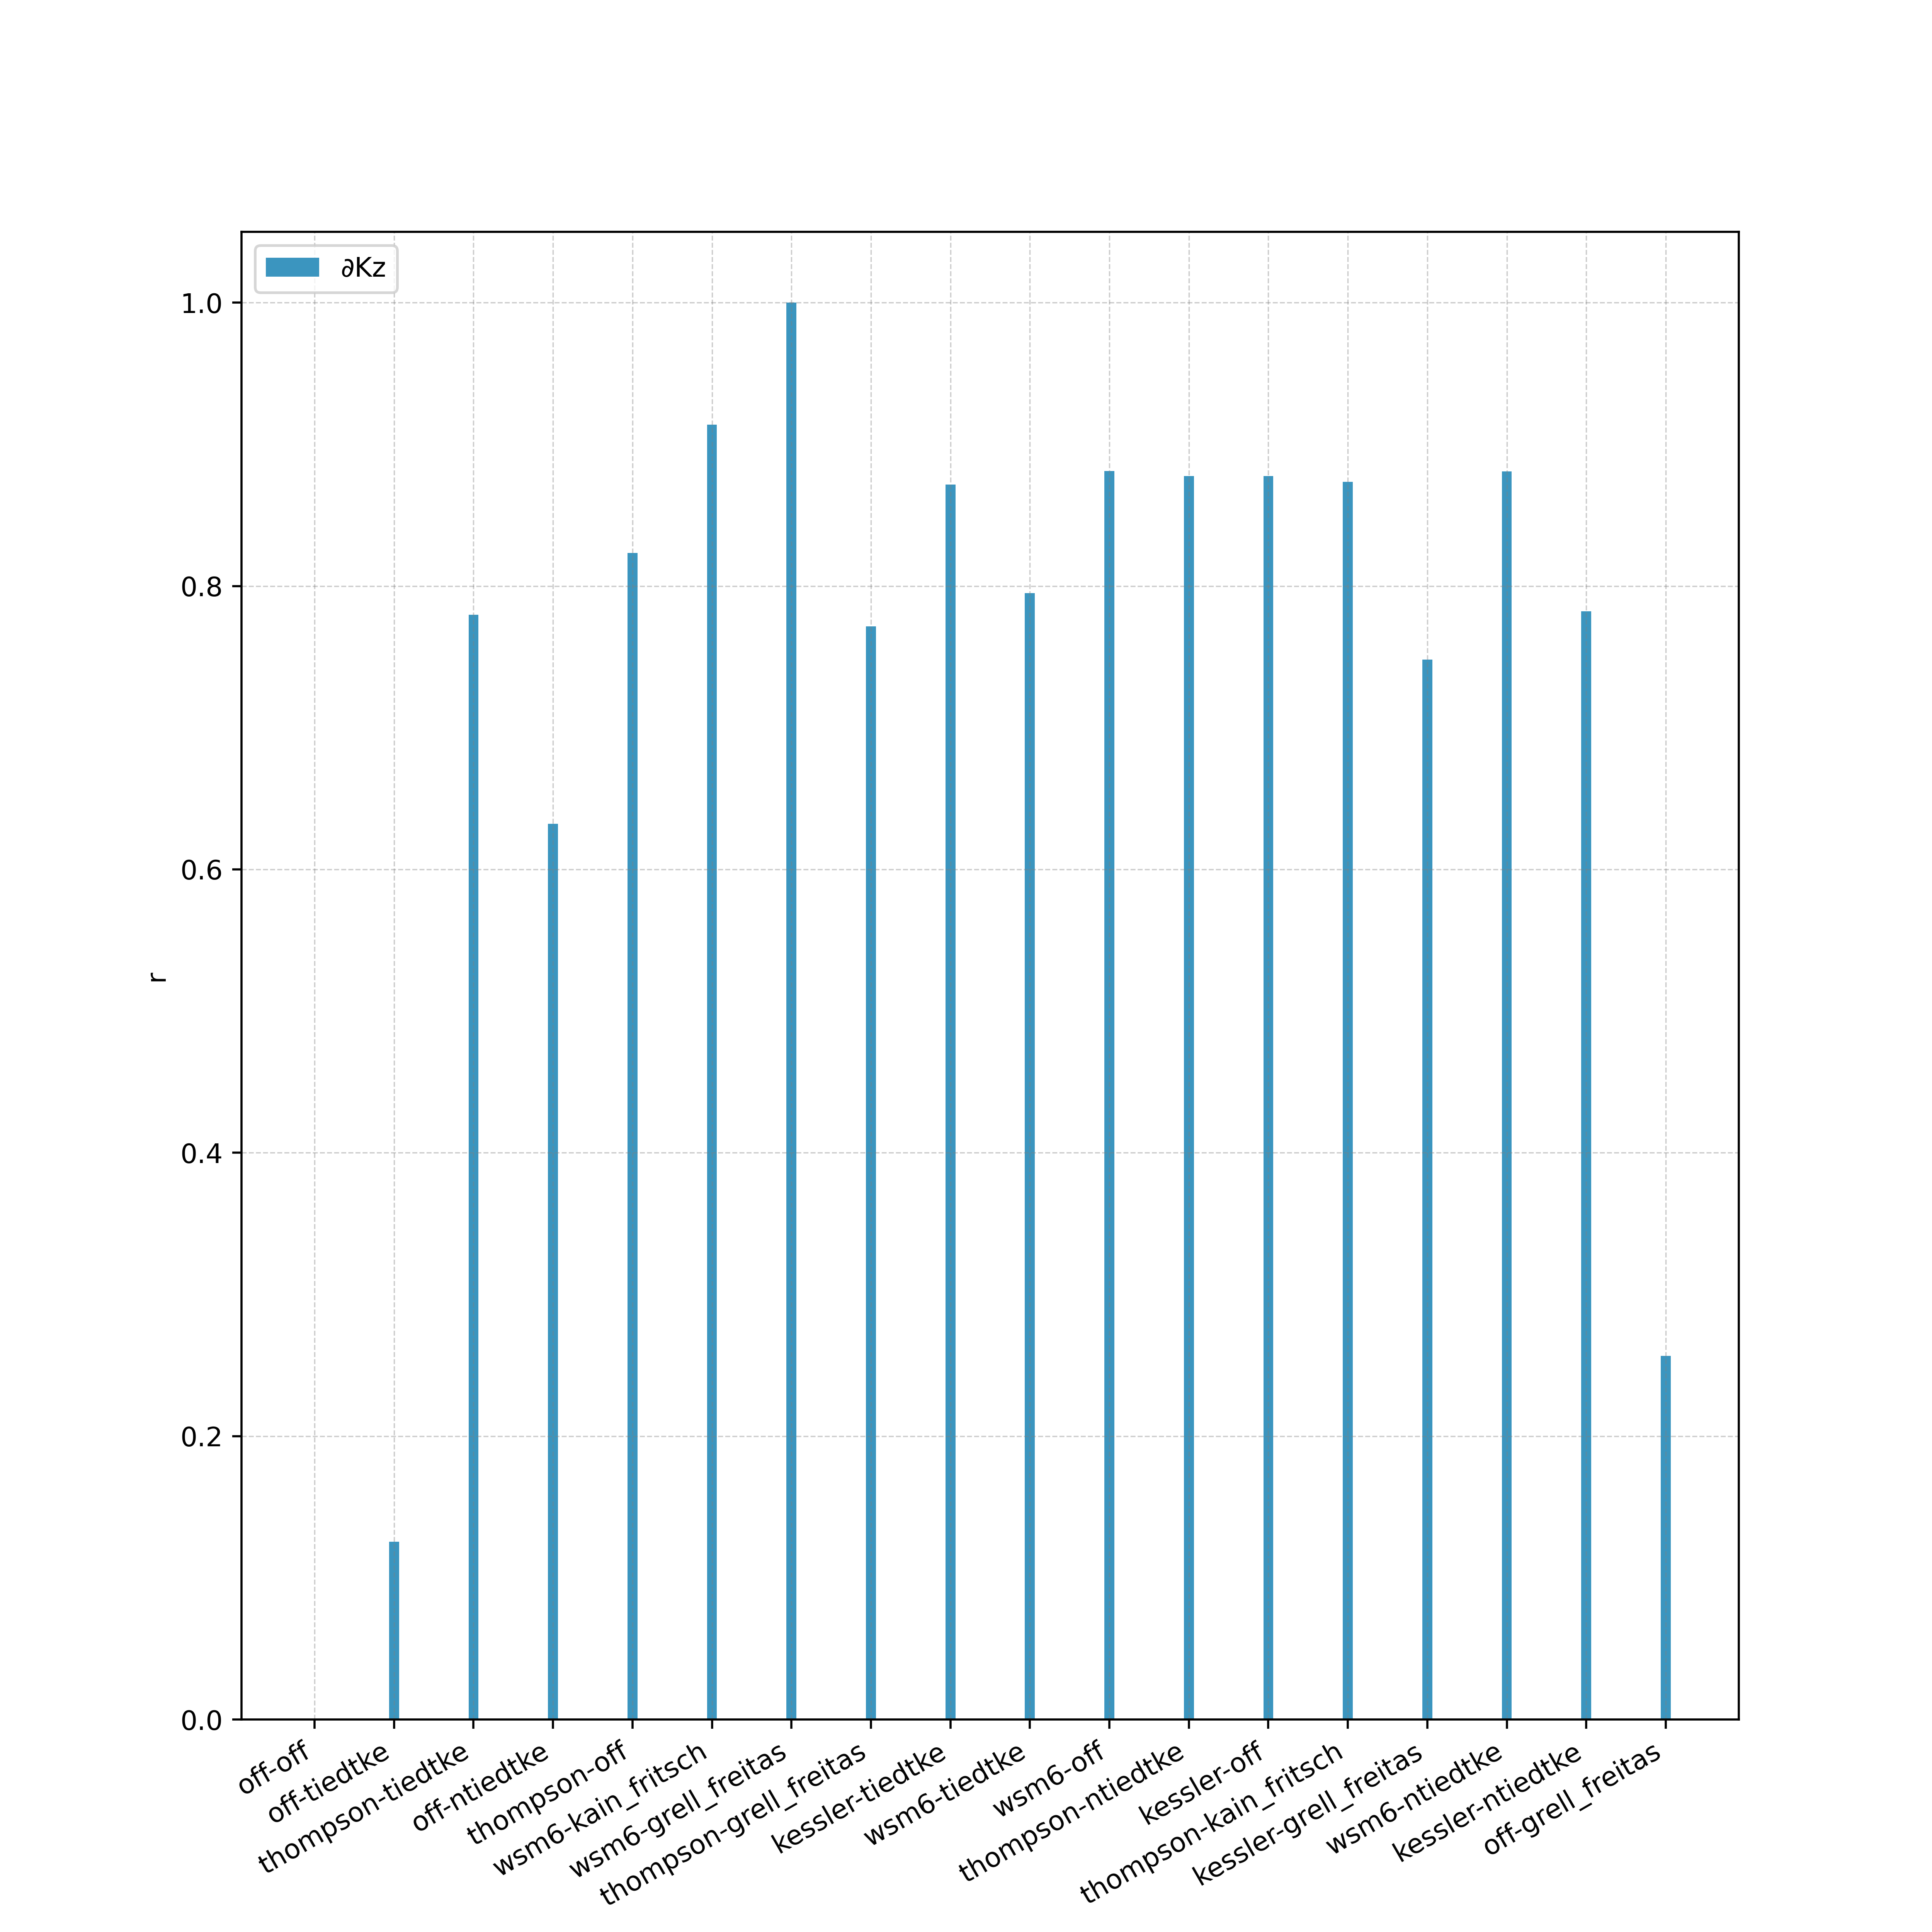 ∂Kz
1.0
0.8
0.6
0.4
0.2
0.0
r
off-off
off-tiedtke
thompson-tiedtke
off-ntiedtke
thompson-off
wsm6-kain_fritsch
wsm6-grell_freitas
thompson-grell_freitas
kessler-tiedtke
wsm6-tiedtke
wsm6-off
thompson-ntiedtke
kessler-off
thompson-kain_fritsch
kessler-grell_freitas
wsm6-ntiedtke
kessler-ntiedtke
off-grell_freitas